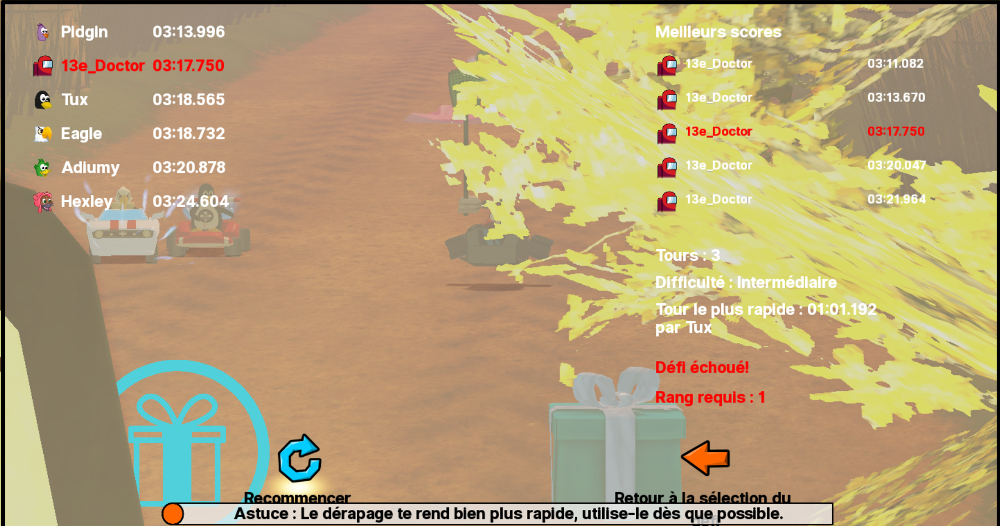 Pidgin 03:13.996
13e_Doctor 03:17.750
Tux 03:18.565
Eagle 03:18.732
Adiumy 03:20.878
Hexley 03:24.604
Meilleurs scores
13e_Doctor 03:11.082
13e_Doctor 03:13.670
13e_Doctor 03:17.750
13e_Doctor 03:20.047
13e_Doctor 03:21.964
Tours : 3
Difficulté : Intermédiaire
Tour le plus rapide : 01:01.192
par Tux
Défi échoué!
Rang requis : 1
Recommencer
Retour à la sélection du
défi
Astuce : Le dérapage te rend bien plus rapide, utilise-le dès que possible.